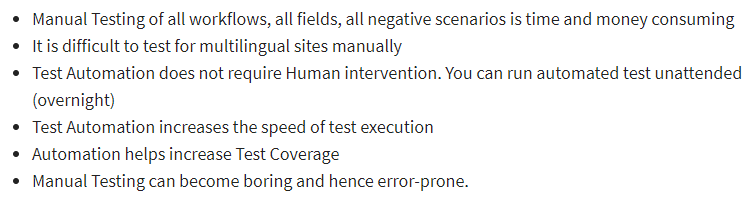 • Manual Testing of all workflows, all fields, all negative scenarios is time and money consuming
• It is difficult to test for multilingual sites manually
• Test Automation does not require Human intervention. You can run automated test unattended
(overnight)
• Test Automation increases the speed of test execution
• Automation helps increase Test Coverage
• Manual Testing can become boring and hence error-prone.